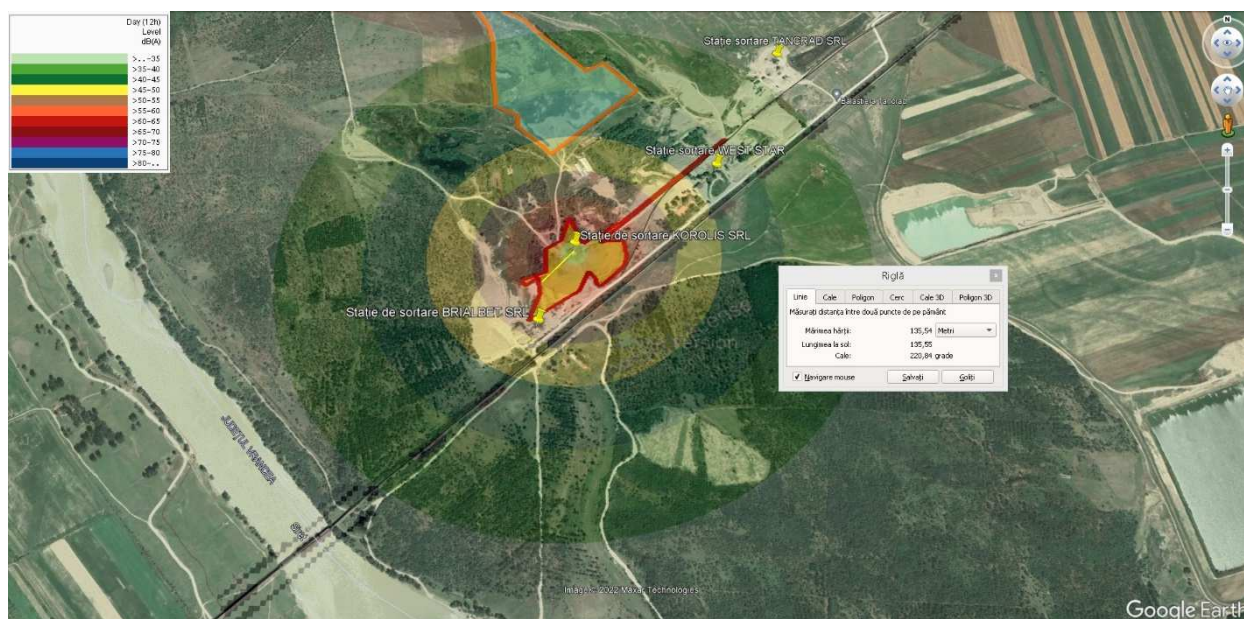 Day (12h)
Level
dB(A)
>..-35
>35-40
>40-45
>45-50
>50-55
>55-60
>60-65
>65-70
>70-75
>75-80
>80-..
Stație sortare TANCRAD SRL
Balastiera Tancrad
Stație sortare WEST STAR
Stație de sortare KOROLIS SRL
Stație de sortare BRIALBET SRL
N
Riglă
Linie Cale Poligon Cerc Cale 3D Poligon 3D
Măsurați distanța între două puncte de pe pământ
Mărimea hărții: 135,54 Metri
Lungimea la sol: 135,55
Cale: 220,84 grade
Navigare mouse Salvați Goliți
JUDEȚUL VRANCEA
Image © 2022 Maxar Technologies
Google Earth